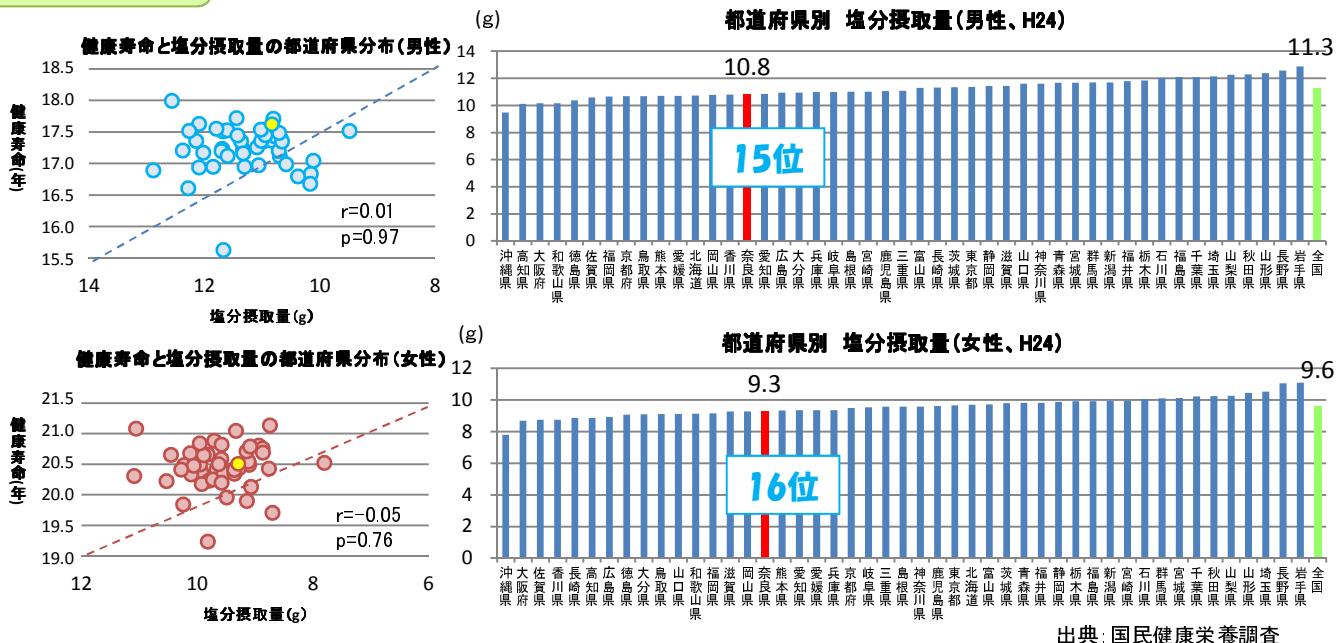 健康寿命と塩分摂取量の都道府県分布(男性)
健康寿命(年)
18.5
18.0
17.5
17.0
16.5
16.0
15.5
r=0.01
p=0.97
14
12
10
8
塩分摂取量(g)
(g)
都道府県別 塩分摂取量(男性、H24)
14
12
10
8
6
4
2
0
10.8
11.3
15位
沖縄県
高知県
大阪府
和歌山県
徳島県
佐賀県
福岡県
京都府
鳥取県
熊本県
愛媛県
北海道
岡山県
香川県
奈良県
愛知県
広島県
大分県
兵庫県
岐阜県
島根県
宮崎県
鹿児島県
三重県
富山県
長崎県
茨城県
東京都
静岡県
滋賀県
山口県
神奈川県
青森県
宮城県
群馬県
新潟県
福井県
栃木県
石川県
福島県
千葉県
埼玉県
山梨県
秋田県
山形県
長野県
岩手県
全国
健康寿命と塩分摂取量の都道府県分布(女性)
健康寿命(年)
21.5
21.0
20.5
20.0
19.5
19.0
r=-0.05
p=0.76
12
10
8
6
塩分摂取量(g)
(g)
都道府県別 塩分摂取量(女性、H24)
12
10
8
6
4
2
0
9.3
9.6
16位
沖縄県
大阪府
佐賀県
香川県
長崎県
高知県
広島県
徳島県
大分県
鳥取県
山口県
和歌山県
福岡県
滋賀県
岡山県
奈良県
熊本県
愛知県
愛媛県
兵庫県
京都府
岐阜県
三重県
島根県
神奈川県
鹿児島県
東京都
北海道
富山県
茨城県
青森県
福井県
静岡県
栃木県
福島県
新潟県
宮崎県
石川県
群馬県
宮城県
千葉県
秋田県
山梨県
山形県
埼玉県
長野県
岩手県
全国
出典:国民健康栄養調査